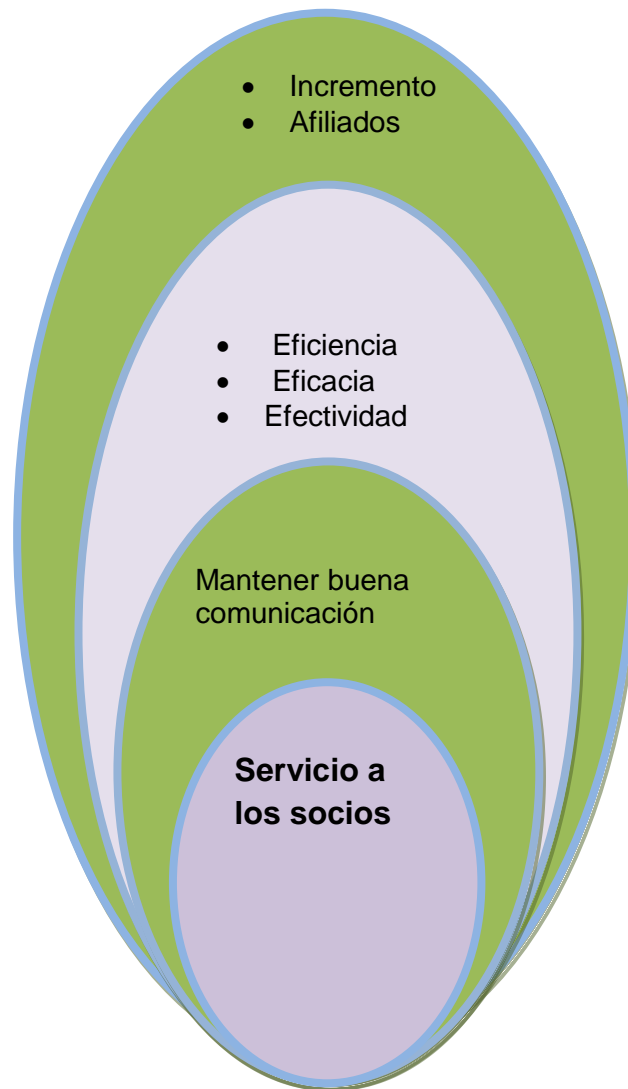 • Incremento
• Afiliados
• Eficiencia
• Eficacia
• Efectividad
Mantener buena
comunicación
Servicio a
los socios